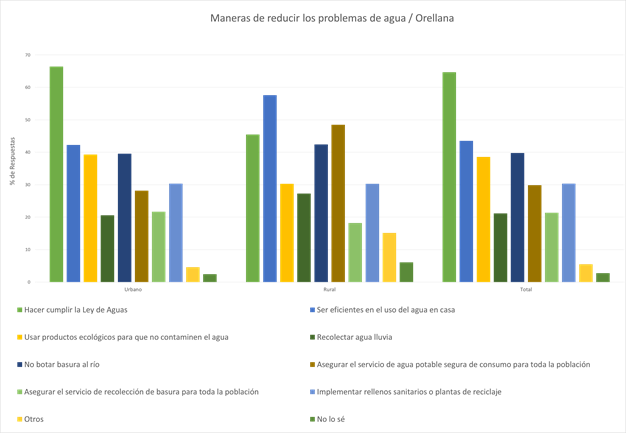 Maneras de reducir los problemas de agua / Orellana
% de Respuestas
70
60
50
40
30
20
10
0
Urbano
Rural
Total
Hacer cumplir la Ley de Aguas
Ser eficientes en el uso del agua en casa
Usar productos ecológicos para que no contaminen el agua
Recolectar agua lluvia
No botar basura al río
Asegurar el servicio de agua potable segura de consumo para toda la población
Asegurar el servicio de recolección de basura para toda la población
Implementar rellenos sanitarios o plantas de reciclaje
Otros
No lo sé